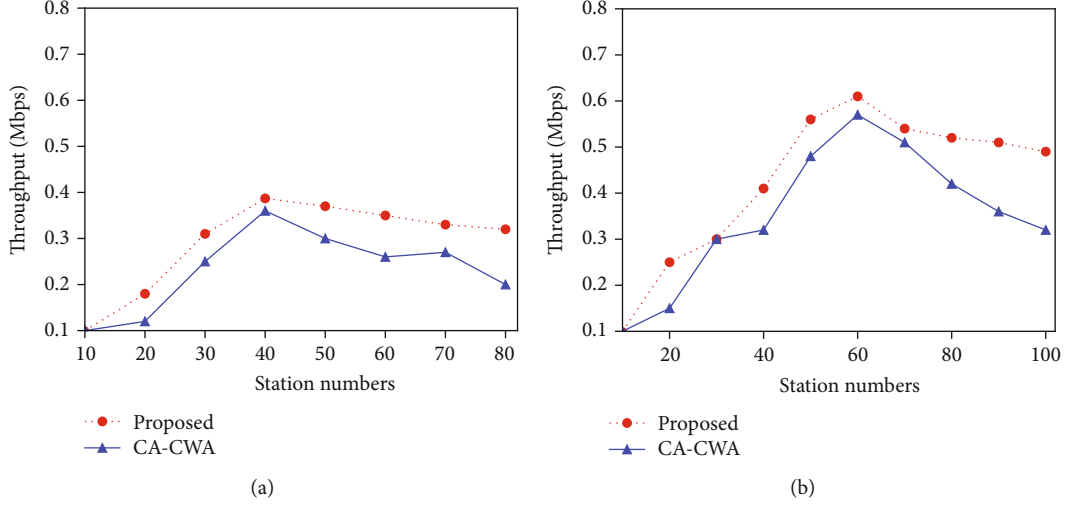 0.8
0.7
0.6
0.5
0.4
0.3
0.2
0.1
Throughput (Mbps)
10 20 30 40 50 60 70 80
Station numbers
Proposed
CA-CWA
(a)
0.8
0.7
0.6
0.5
0.4
0.3
0.2
0.1
Throughput (Mbps)
20 40 60 80 100
Station numbers
Proposed
CA-CWA
(b)